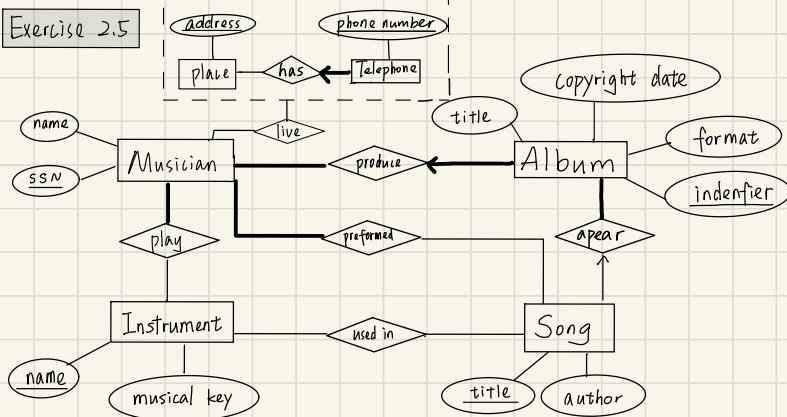 Exercise 2.5
address
phone number
place
has
Telephone
name
live
title
copyright date
Musician
produce
Album
format
SSN
indenfier
play
preformed
apear
Instrument
used in
Song
name
musical key
title
author